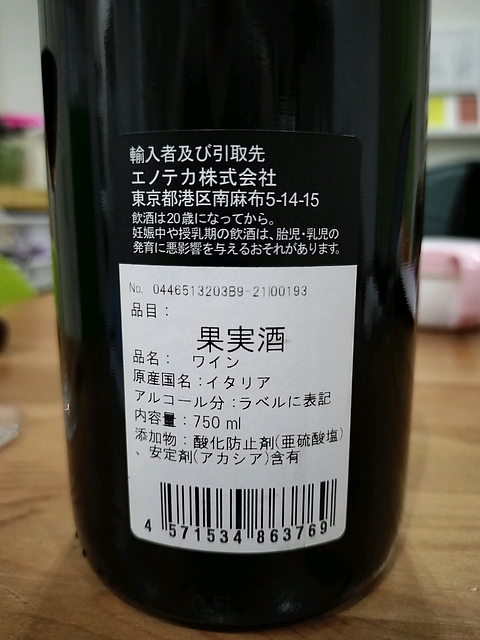 輸入者及び引取先
エノテカ株式会社
東京都港区南麻布5-14-15
飲酒は20歳になってから。
妊娠中や授乳期の飲酒は、胎児・乳児の
発育に悪影響を与えるおそれがあります。
No. 0446513203B9-21|00193
品目：
果実酒
品名： ワイン
原産国名：イタリア
アルコール分：ラベルに表記
内容量：750 ml
添加物：酸化防止剤(亜硫酸塩)
、安定剤(アカシア)含有
4 571534 863769